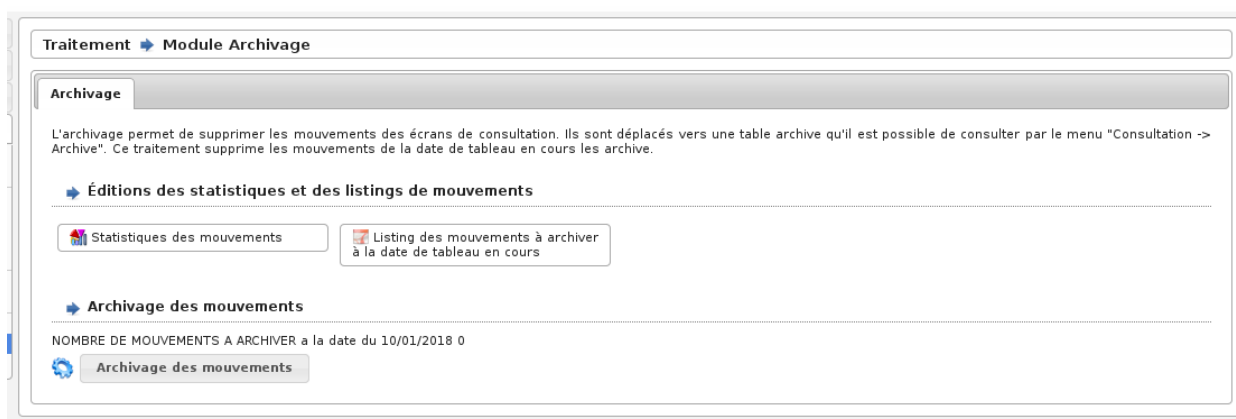 Traitement Module Archivage
Archivage
L'archivage permet de supprimer les mouvements des écrans de consultation. Ils sont déplacés vers une table archive qu'il est possible de consulter par le menu "Consultation ->
Archive". Ce traitement supprime les mouvements de la date de tableau en cours les archive.
Éditions des statistiques et des listings de mouvements
Statistiques des mouvements
Listing des mouvements à archiver
à la date de tableau en cours
Archivage des mouvements
NOMBRE DE MOUVEMENTS A ARCHIVER a la date du 10/01/2018 0
Archivage des mouvements